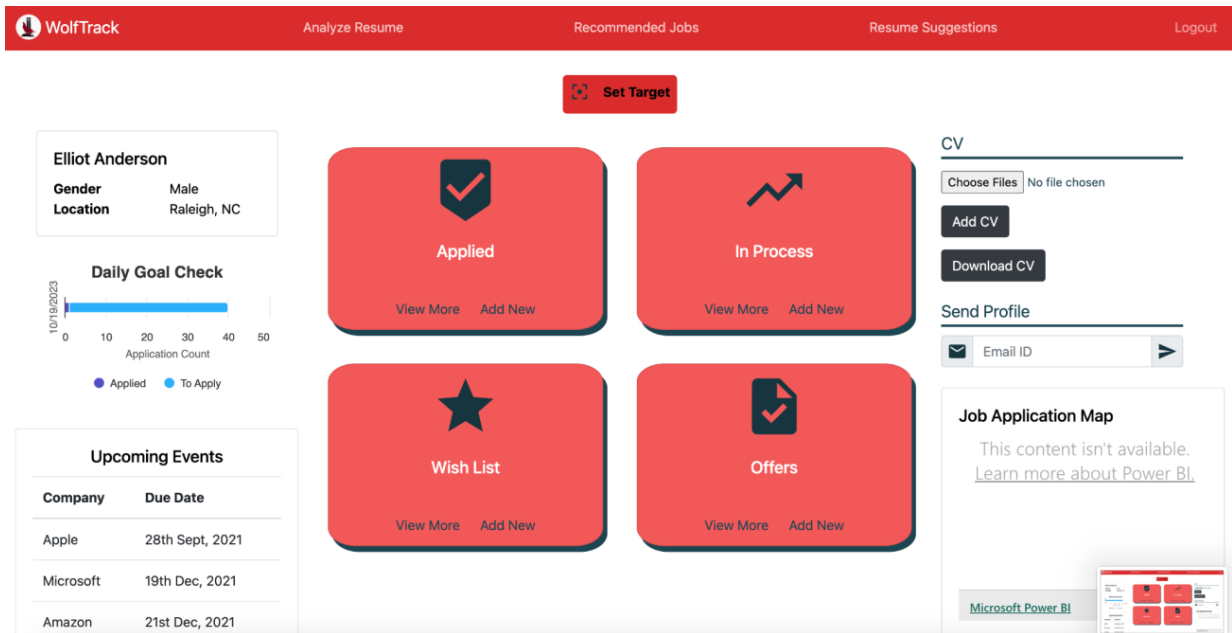 WolfTrack Analyze Resume Recommended Jobs Resume Suggestions Logout
Set Target
Elliot Anderson
Gender Male
Location Raleigh, NC
Daily Goal Check
10/19/2023
0 10 20 30 40 50
Application Count
Applied To Apply
Upcoming Events
Company Due Date
Apple 28th Sept, 2021
Microsoft 19th Dec, 2021
Amazon 21st Dec, 2021
Applied
View More Add New
In Process
View More Add New
Wish List
View More Add New
Offers
View More Add New
CV
Choose Files No file chosen
Add CV
Download CV
Send Profile
Email ID
Job Application Map
This content isn't available.
Learn more about Power BI.
Microsoft Power BI